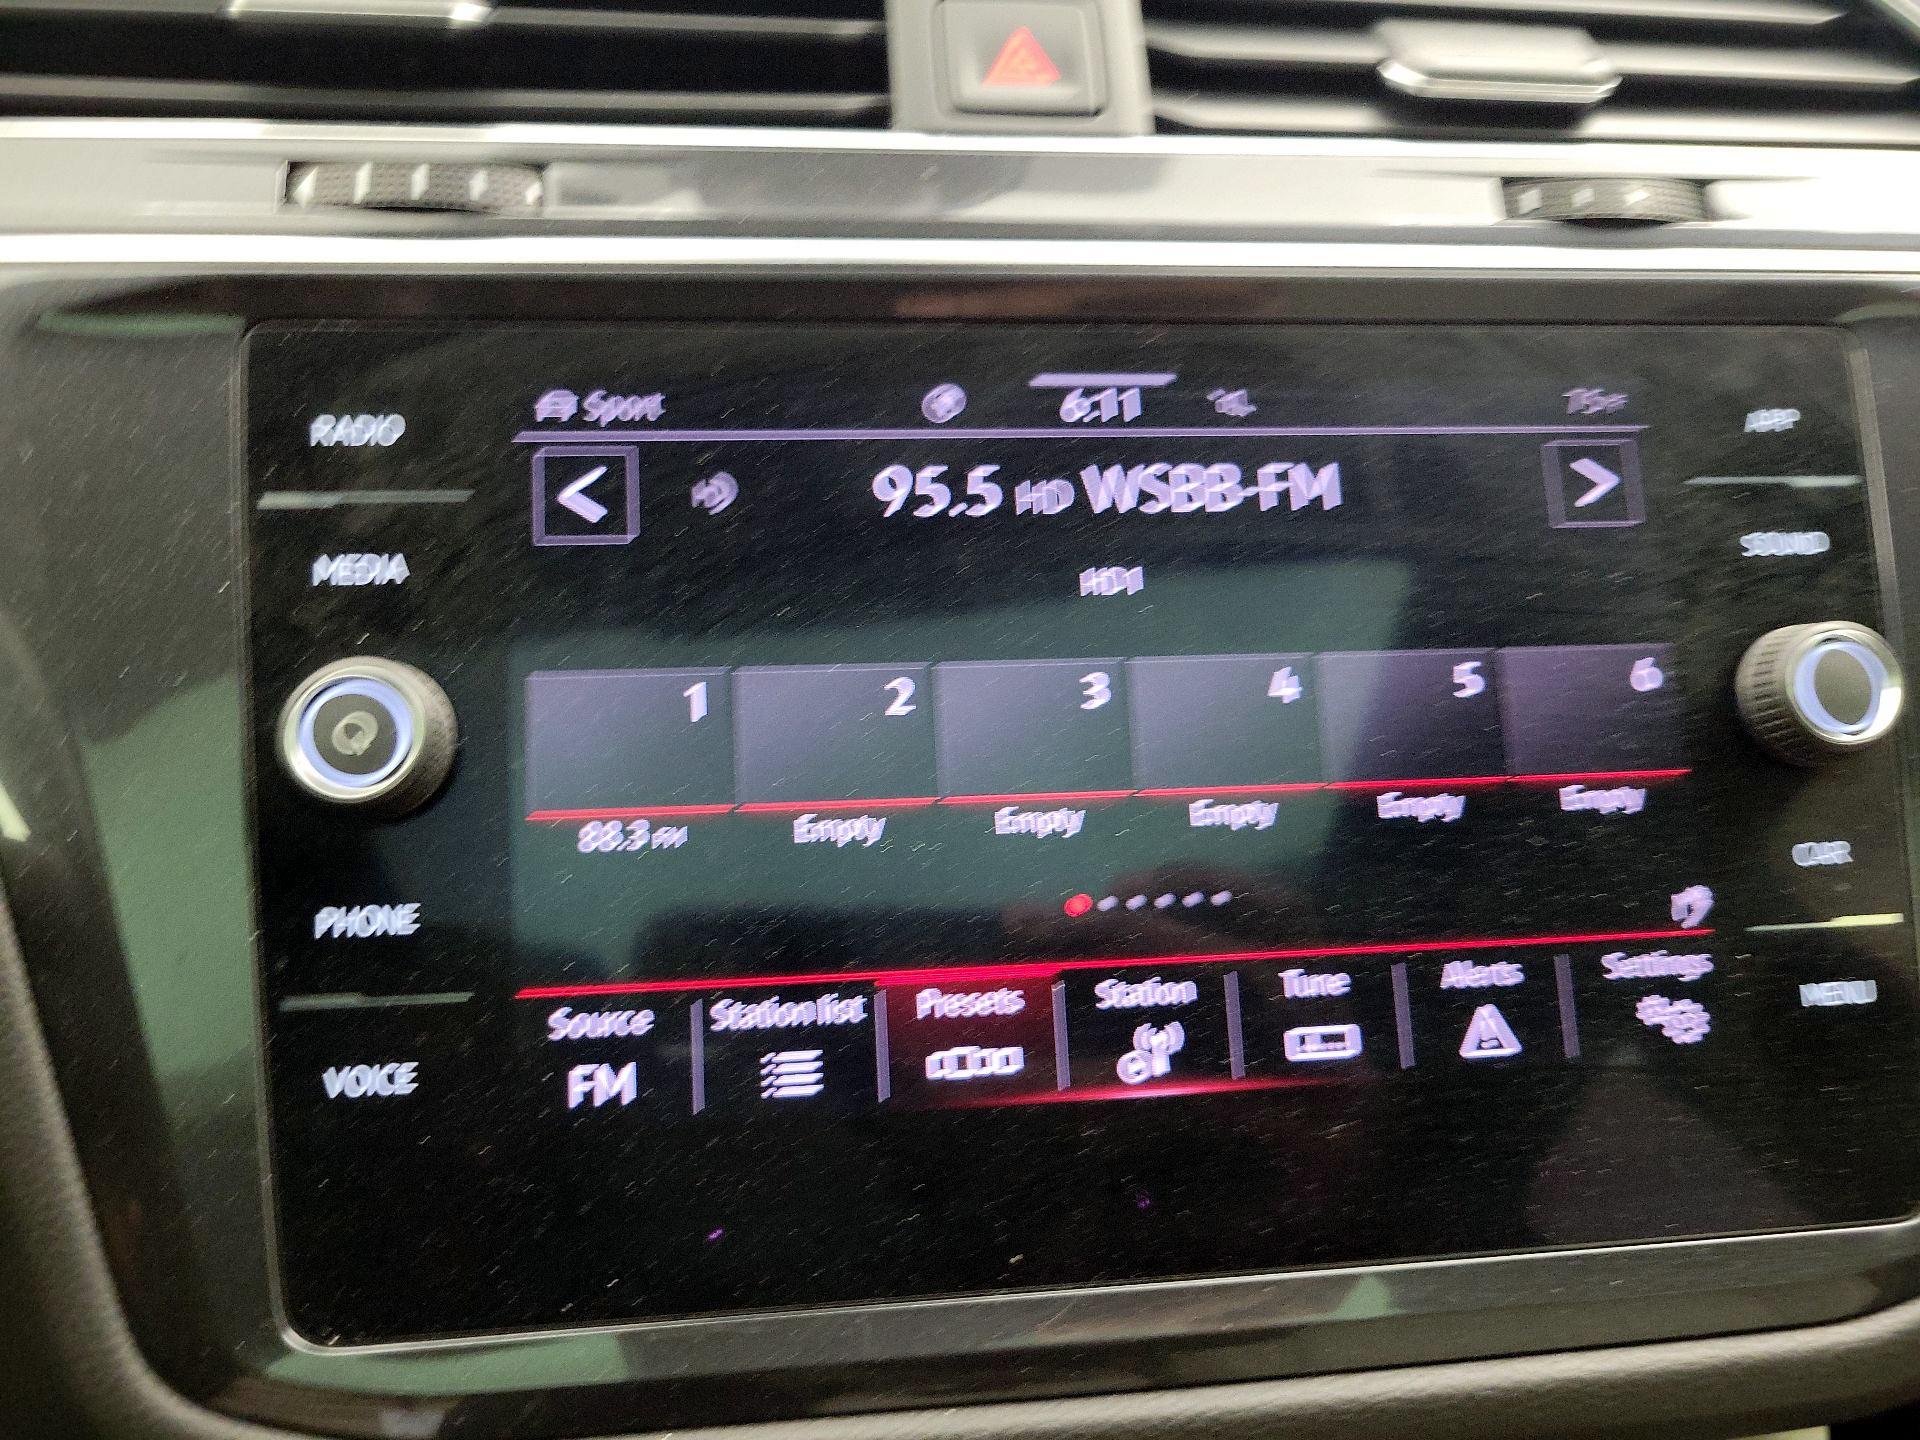 Sport 6:11 75°F
RADIO
APP
95.5 HD WSBB-FM
MEDIA
SOUND
HD1
1 2 3 4 5 6
88.3 FM Empty Empty Empty Empty Empty
CAR
PHONE
Source Station list Presets Station Tune Alerts Settings
MENU
VOICE
FM